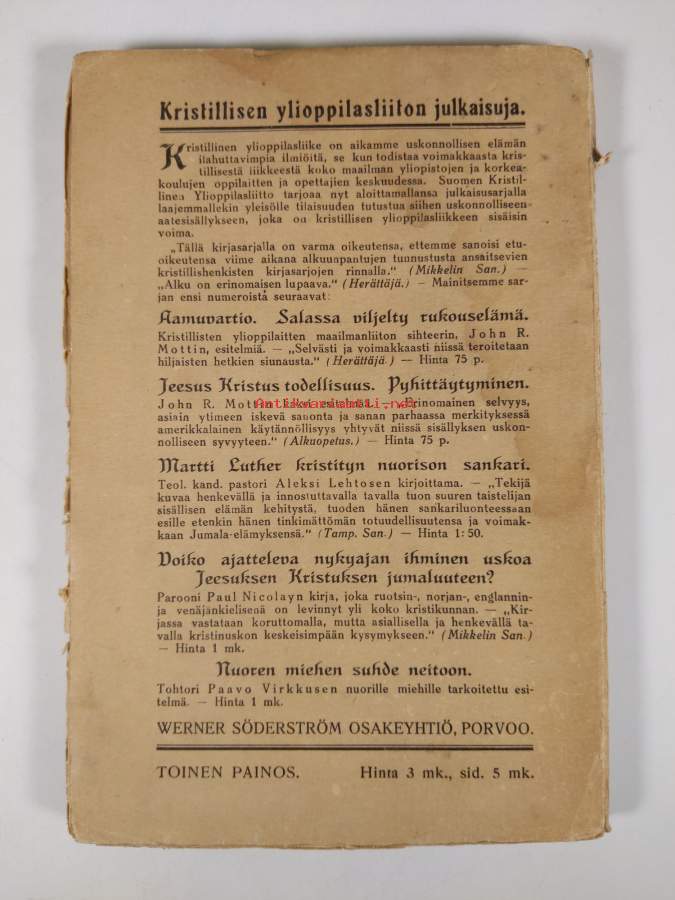 Kristillisen ylioppilasliiton julkaisuja.
Kristillinen ylioppilasliike on aikamme uskonnollisen elämän
ilahuttavimpia ilmiöitä, se kun todistaa voimakkaasta kris-
tillisestä liikkeestä koko maailman yliopistojen ja korkea-
koulujen oppilaitten ja opettajien keskuudessa. Suomen Kristil-
linen Ylioppilasliitto tarjoaa nyt aloittamallansa julkaisusarjalla
laajemmallekin yleisölle tilaisuuden tutustua siihen uskonnolliseen
aatesisällykseen, joka on kristillisen ylioppilasliikkeen sisäisin
voima.
„Tällä kirjasarjalla on varma oikeutensa, ettemme sanoisi etu-
oikeutensa viime aikana alkuunpantujen tunnustusta ansaitsevien
kristillishenkisten kirjasarjojen rinnalla.“ (Mikkelin San.) —
„Alku on erinomaisen lupaava.“ (Herättäjä.) — Mainitsemme sar-
jan ensi numeroista seuraavat:
Aamuvartio. Salassa viljelty rukouselämä.
Kristillisten ylioppilaitten maailmanliiton sihteerin, John R.
Mottin, esitelmiä. — „Selvästi ja voimakkaasti niissä teroitetaan
hiljaisten hetkien siunausta.“ (Herättäjä.) — Hinta 75 p.
Jeesus Kristus todellisuus. Pyhittäytyminen.
John R. Mottin kaksi esitelmää. — „Erinomainen selvyys,
asiain ytimeen iskevä sanonta ja sanan parhaassa merkityksessä
amerikkalainen käytännöllisyys yhtyvät niissä sisällyksen uskon-
nolliseen syvyyteen.“ (Alkuopetus.) — Hinta 75 p.
Antikvariaatti.net
Martti Luther kristityn nuorison sankari.
Teol. kand. pastori Aleksi Lehtosen kirjoittama. — „Tekijä
kuvaa henkevällä ja innostuttavalla tavalla tuon suuren taistelijan
sisällisen elämän kehitystä, tuoden hänen sankariluonteessaan
esille etenkin hänen tinkimättömän totuudellisuutensa ja voimak-
kaan Jumala-elämyksensä.“ (Tamp. San.) — Hinta 1:50.
Voiko ajatteleva nykyajan ihminen uskoa
Jeesuksen Kristuksen jumaluuteen?
Parooni Paul Nicolayn kirja, joka ruotsin-, norjan-, englannin-
ja venäjänkielisenä on levinnyt yli koko kristikunnan. — „Kir-
jassa vastataan koruttomalla, mutta asiallisella ja henkevällä ta-
valla kristinuskon keskeisimpään kysymykseen.“ (Mikkelin San.)
— Hinta 1 mk.
Nuoren miehen suhde neitoon.
Tohtori Paavo Virkkusen nuorille miehille tarkoitettu esi-
telmä. — Hinta 1 mk.
WERNER SÖDERSTRÖM OSAKEYHTIÖ, PORVOO.
TOINEN PAINOS. Hinta 3 mk., sid. 5 mk.